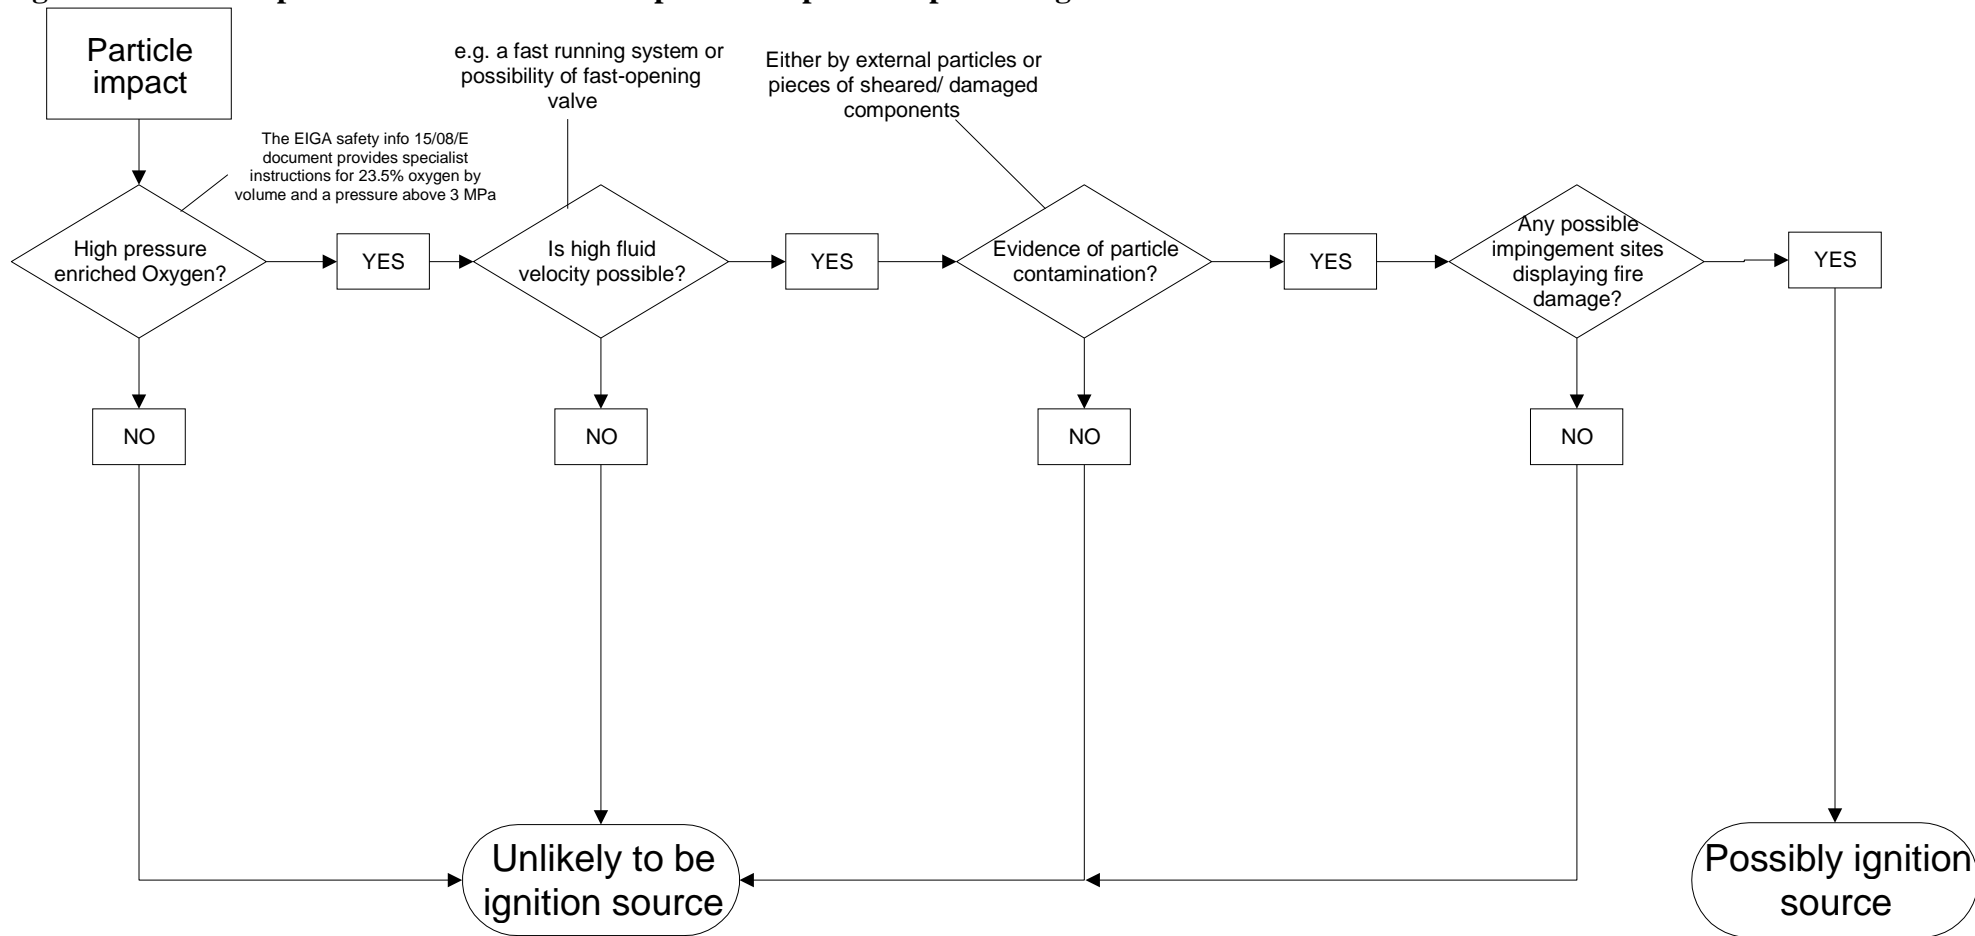 Particle
impact
e.g. a fast running system or
possibility of fast-opening
valve
Either by external particles or
pieces of sheared/ damaged
components
The EIGA safety info 15/08/E
document provides specialist
instructions for 23.5% oxygen by
volume and a pressure above 3 MPa
High pressure
enriched Oxygen?
YES
Is high fluid
velocity possible?
YES
Evidence of particle
contamination?
YES
Any possible
impingement sites
displaying fire
damage?
YES
NO
NO
NO
NO
Unlikely to be
ignition source
Possibly ignition
source